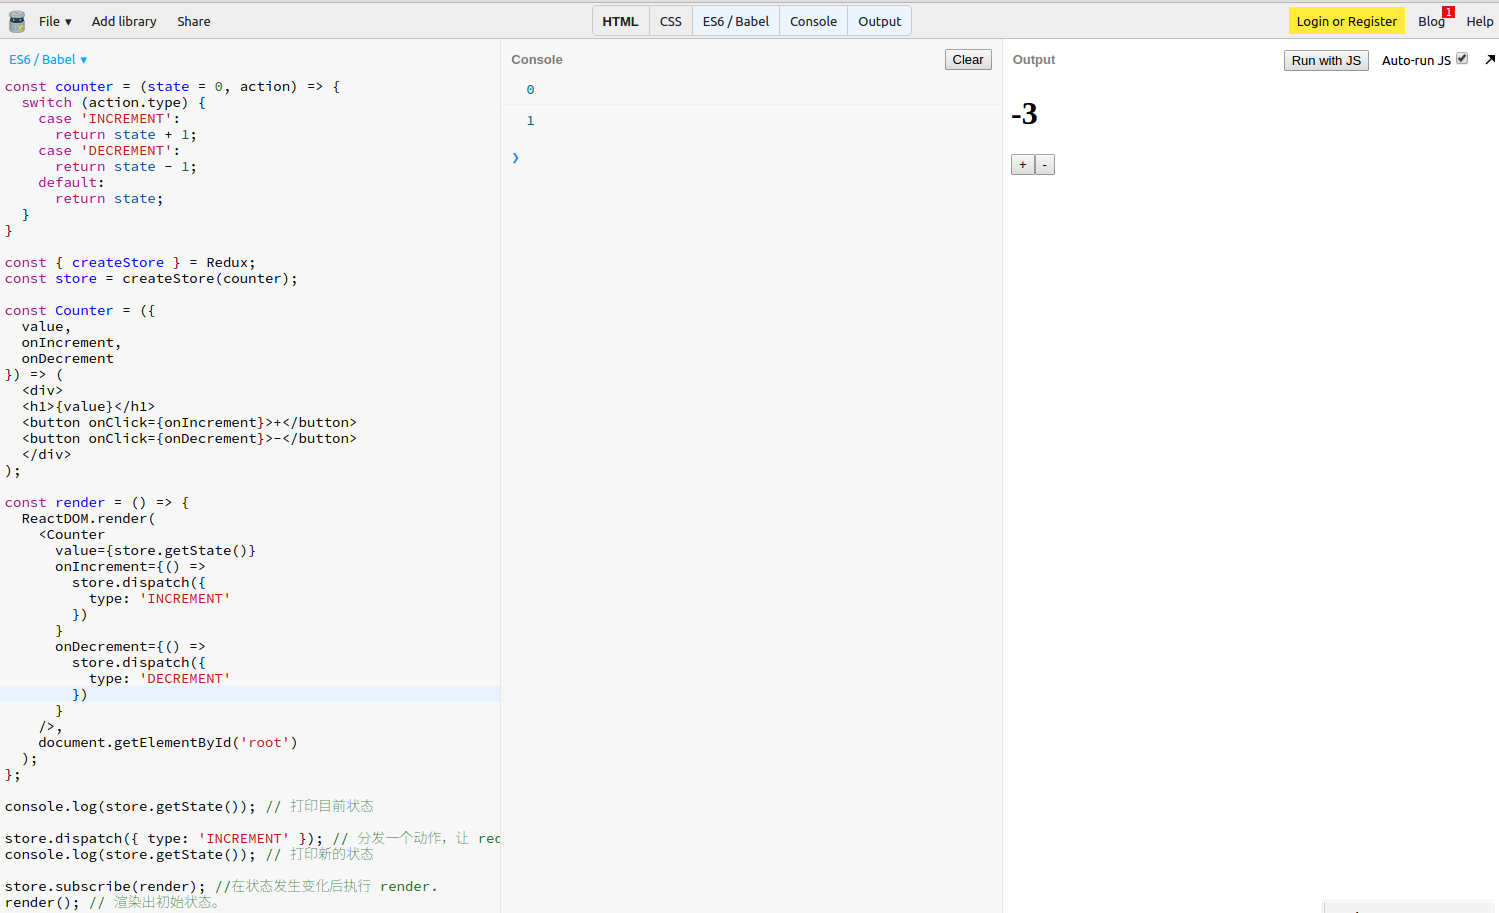 File ▾ Add library Share HTML CSS ES6 / Babel Console Output Login or Register Blog 1 Help
ES6 / Babel ▾
const counter = (state = 0, action) => {
  switch (action.type) {
    case 'INCREMENT':
      return state + 1;
    case 'DECREMENT':
      return state - 1;
    default:
      return state;
  }
}

const { createStore } = Redux;
const store = createStore(counter);

const Counter = ({
  value,
  onIncrement,
  onDecrement
}) => (
  <div>
  <h1>{value}</h1>
  <button onClick={onIncrement}>+</button>
  <button onClick={onDecrement}>-</button>
  </div>
);

const render = () => {
  ReactDOM.render(
    <Counter
      value={store.getState()}
      onIncrement={() =>
        store.dispatch({
          type: 'INCREMENT'
        })
      }
      onDecrement={() =>
        store.dispatch({
          type: 'DECREMENT'
        })
      }
    />,
    document.getElementById('root')
  );
};

console.log(store.getState()); // 打印目前状态

store.dispatch({ type: 'INCREMENT' }); // 分发一个动作，让 rec
console.log(store.getState()); // 打印新的状态

store.subscribe(render); //在状态发生变化后执行 render.
render(); // 渲染出初始状态。
Console Clear
0
1
❯
Output Run with JS Auto-run JS
-3
+ -